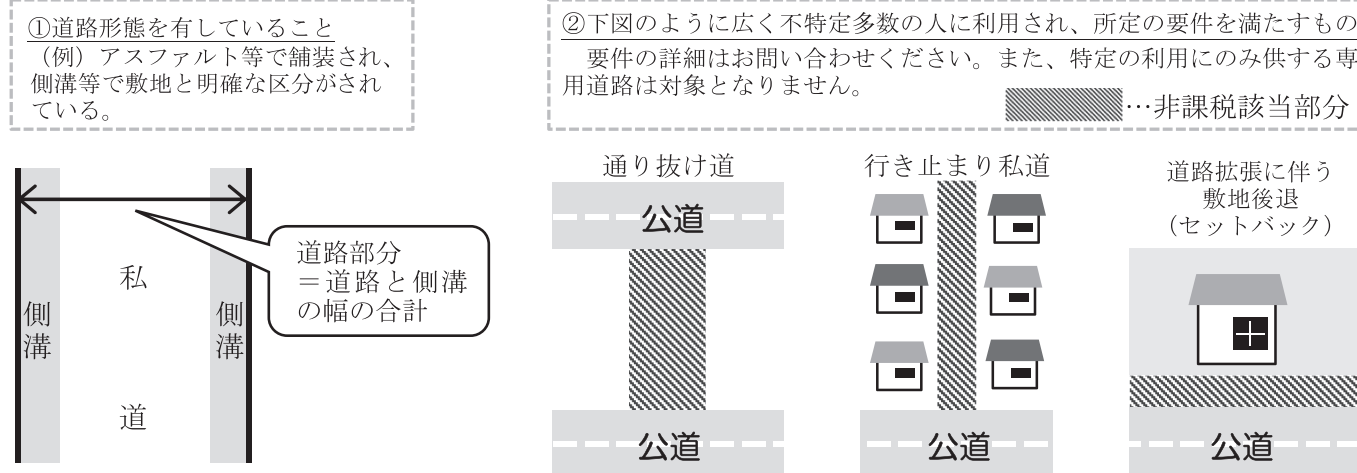 ①道路形態を有していること
（例）アスファルト等で舗装され、
側溝等で敷地と明確な区分がされ
ている。
②下図のように広く不特定多数の人に利用され、所定の要件を満たすもの
要件の詳細はお問い合わせください。また、特定の利用にのみ供する専
用道路は対象となりません。
…非課税該当部分
側溝
私道
側溝
道路部分
＝道路と側溝
の幅の合計
通り抜け道
公道
公道
行き止まり私道
公道
道路拡張に伴う
敷地後退
（セットバック）
公道